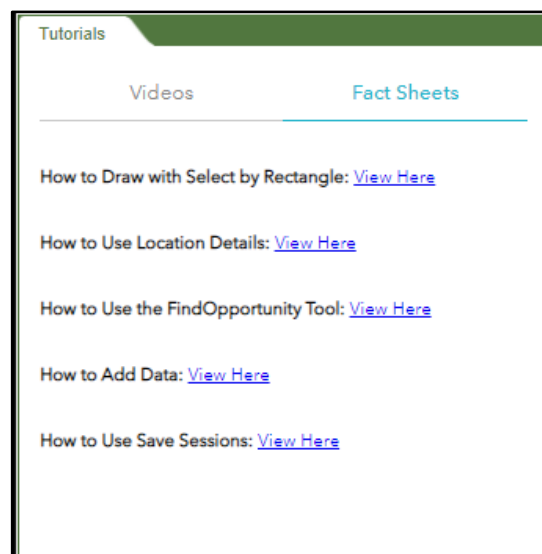 Tutorials
Videos Fact Sheets
How to Draw with Select by Rectangle: View Here
How to Use Location Details: View Here
How to Use the FindOpportunity Tool: View Here
How to Add Data: View Here
How to Use Save Sessions: View Here